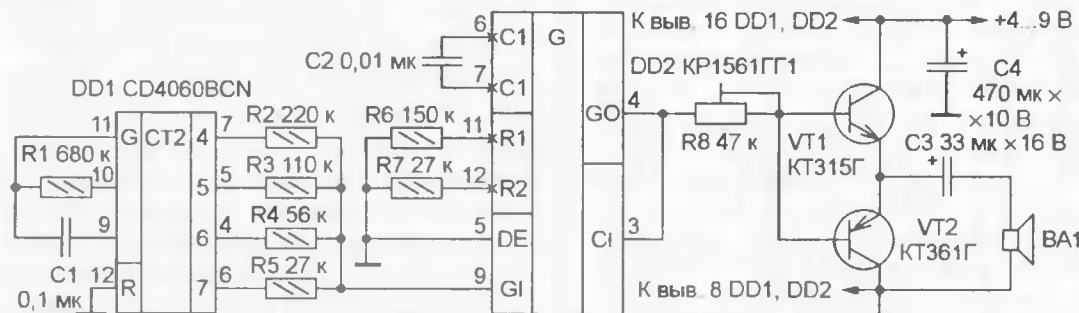 К выв. 16 DD1, DD2
+4...9 В
6
C1
G
C2 0,01 мк
7
C1
DD2 КР1561ГГ1
+
C4
470 мк ×
×10 В
DD1 CD4060BCN
11
G
CT2
4
7
R2 220 к
R6 150 к
11
R1
GO
4
R8 47 к
VT1
КТ315Г
C3 33 мк ×16 В
+
R1 680 к
10
5
5
R3 110 к
R7 27 к
12
R2
9
6
4
R4 56 к
5
DE
CI
3
VT2
КТ361Г
BA1
C1
0,1 мк
12
R
7
6
R5 27 к
9
GI
К выв. 8 DD1, DD2